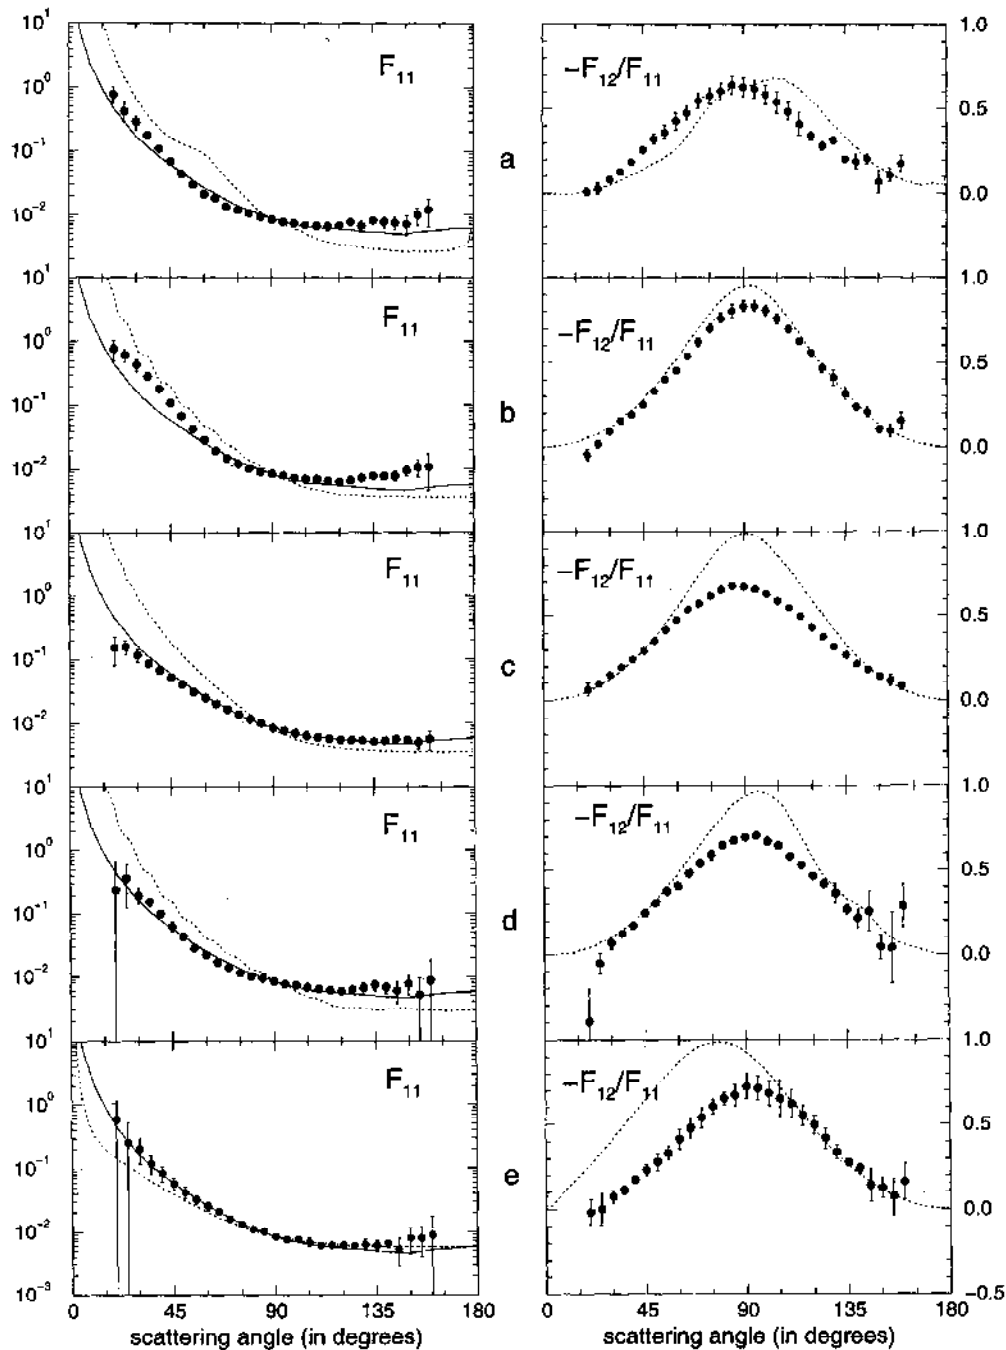 10¹
F₁₁
10⁰
10⁻¹
10⁻²
−F₁₂/F₁₁
1.0
0.5
0.0
a
10¹
F₁₁
10⁰
10⁻¹
10⁻²
−F₁₂/F₁₁
1.0
0.5
0.0
b
10¹
F₁₁
10⁰
10⁻¹
10⁻²
−F₁₂/F₁₁
1.0
0.5
0.0
c
10¹
F₁₁
10⁰
10⁻¹
10⁻²
−F₁₂/F₁₁
1.0
0.5
0.0
d
10¹
F₁₁
10⁰
10⁻¹
10⁻²
10⁻³
−F₁₂/F₁₁
1.0
0.5
0.0
−0.5
e
0 45 90 135 180
scattering angle (in degrees)
0 45 90 135 180
scattering angle (in degrees)